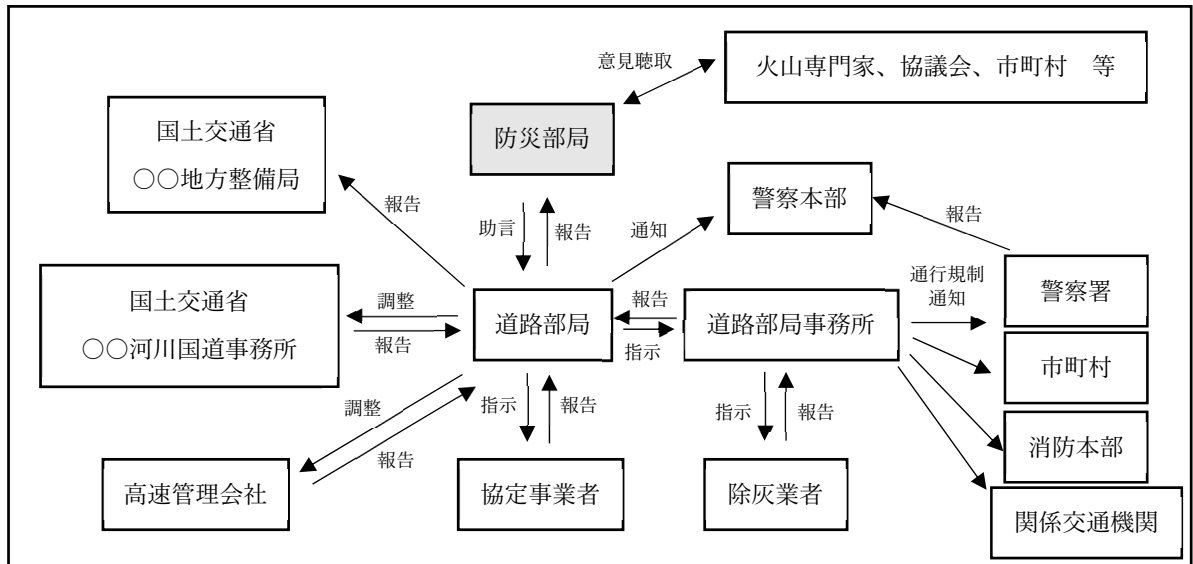 意見聴取
火山専門家、協議会、市町村　等
国土交通省
○○地方整備局
防災部局
警察本部
報告
助言
報告
通知
報告
国土交通省
○○河川国道事務所
調整
報告
道路部局
報告
指示
道路部局事務所
通行規制
通知
警察署
市町村
調整
報告
指示
報告
指示
報告
消防本部
高速管理会社
協定事業者
除灰業者
関係交通機関